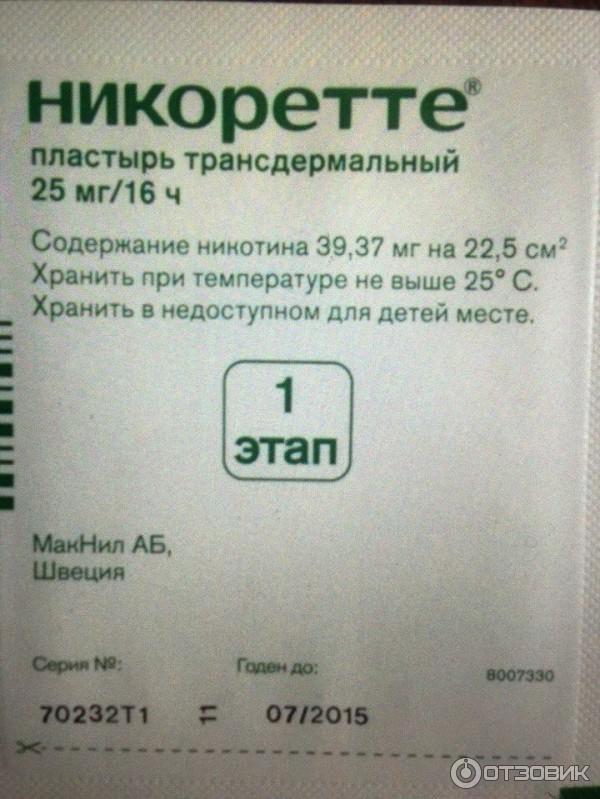 никоретте®
пластырь трансдермальный
25 мг/16 ч
Содержание никотина 39,37 мг на 22,5 см²
Хранить при температуре не выше 25° С.
Хранить в недоступном для детей месте.
1
этап
МакНил АБ,
Швеция
Серия №: Годен до: 8007330
70232T1 11 07/2015
ОТЗОВИК